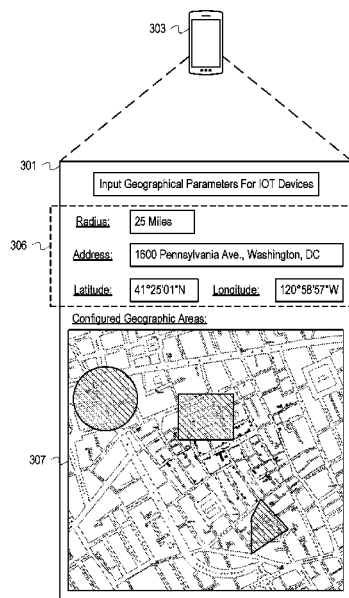 303
301
Input Geographical Parameters For IOT Devices
306
Radius: 25 Miles
Address: 1600 Pennsylvania Ave., Washington, DC
Latitude: 41°25'01"N Longitude: 120°58'57"W
Configured Geographic Areas:
307